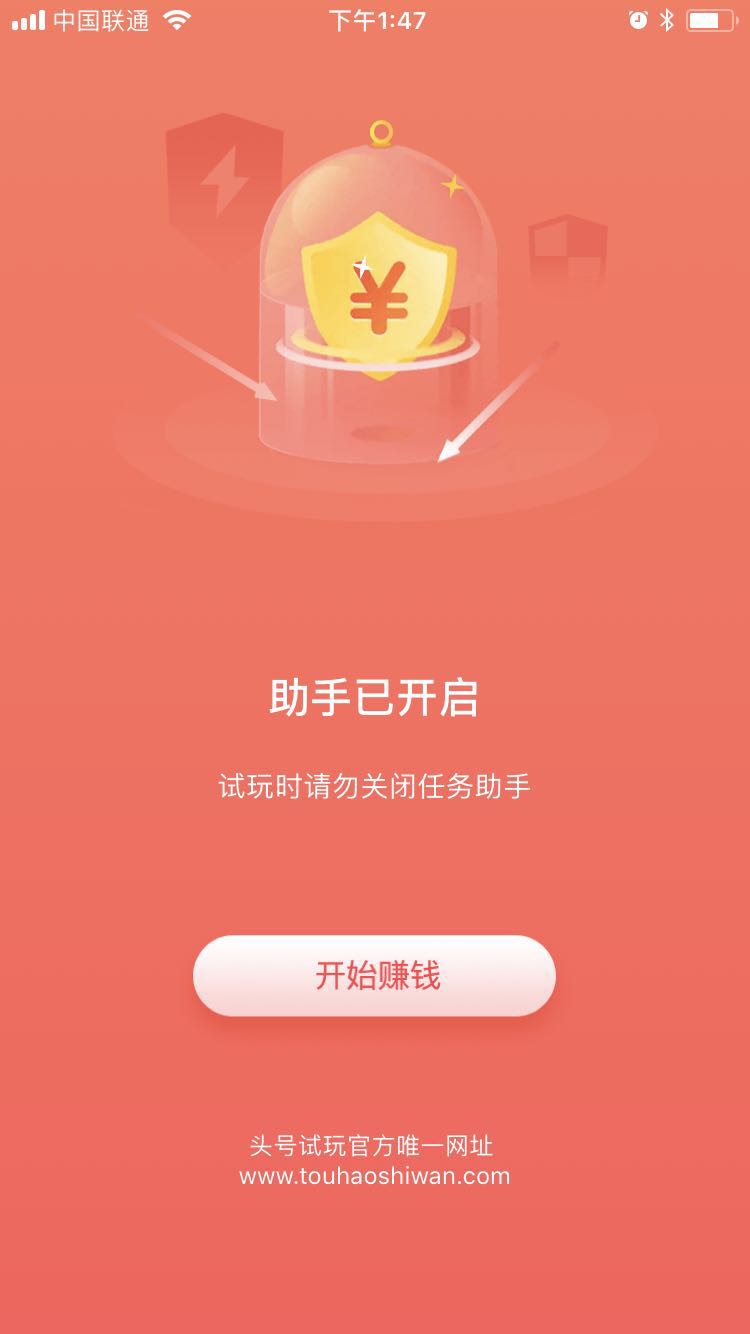 中国联通
下午1:47
¥
助手已开启
试玩时请勿关闭任务助手
开始赚钱
头号试玩官方唯一网址
www.touhaoshiwan.com